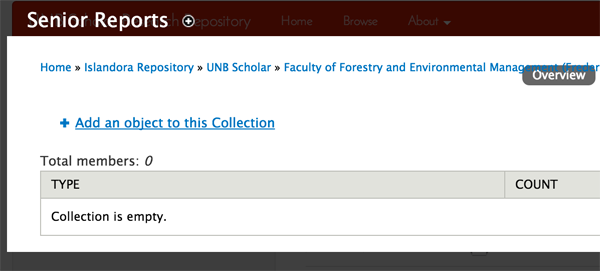 Senior Reports
Repository
Home Browse About
Home » Islandora Repository » UNB Scholar » Faculty of Forestry and Environmental Management
Overview
Add an object to this Collection
Total members: 0
TYPE COUNT
Collection is empty.